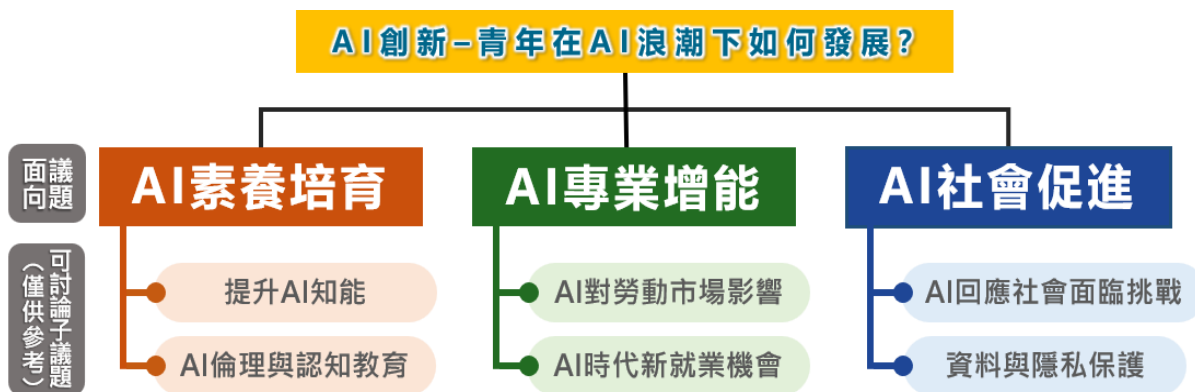 AI創新–青年在AI浪潮下如何發展?
議題面向
AI素養培育
AI專業增能
AI社會促進
可討論子議題
(僅供參考)
提升AI知能
AI對勞動市場影響
AI回應社會面臨挑戰
AI倫理與認知教育
AI時代新就業機會
資料與隱私保護